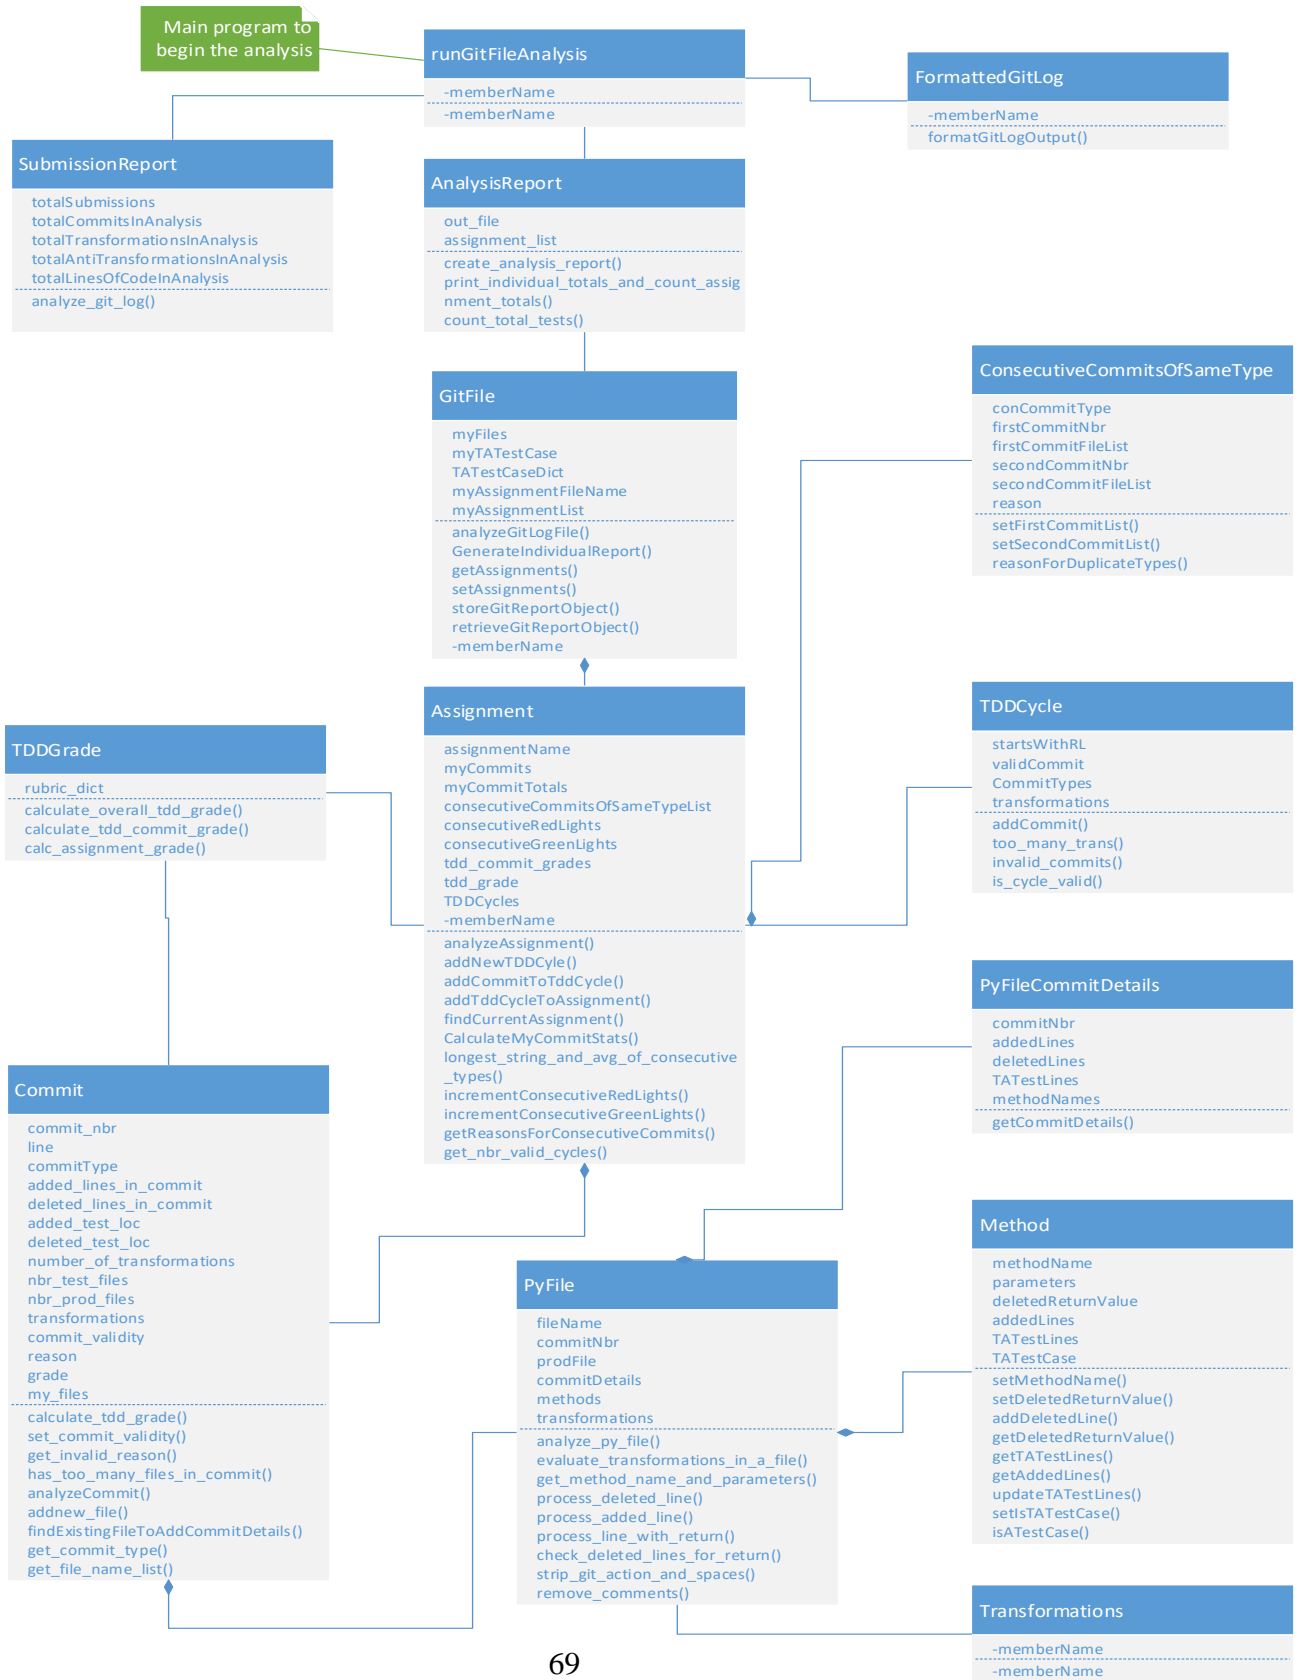 Main program to
begin the analysis
runGitFileAnalysis
-memberName
-memberName
FormattedGitLog
-memberName
formatGitLogOutput()
SubmissionReport
totalSubmissions
totalCommitsInAnalysis
totalTransformationsInAnalysis
totalAntiTransformationsInAnalysis
totalLinesOfCodeInAnalysis
analyze_git_log()
AnalysisReport
out_file
assignment_list
create_analysis_report()
print_individual_totals_and_count_assig
nment_totals()
count_total_tests()
GitFile
myFiles
myTATestCase
TATestCaseDict
myAssignmentFileName
myAssignmentList
analyzeGitLogFile()
GenerateIndividualReport()
getAssignments()
setAssignments()
storeGitReportObject()
retrieveGitReportObject()
-memberName
ConsecutiveCommitsOfSameType
conCommitType
firstCommitNbr
firstCommitFileList
secondCommitNbr
secondCommitFileList
reason
setFirstCommitList()
setSecondCommitList()
reasonForDuplicateTypes()
Assignment
assignmentName
myCommits
myCommitTotals
consecutiveCommitsOfSameTypeList
consecutiveRedLights
consecutiveGreenLights
tdd_commit_grades
tdd_grade
TDDCycles
-memberName
analyzeAssignment()
addNewTDDCyle()
addCommitToTddCycle()
addTddCycleToAssignment()
findCurrentAssignment()
CalculateMyCommitStats()
longest_string_and_avg_of_consecutive
_types()
incrementConsecutiveRedLights()
incrementConsecutiveGreenLights()
getReasonsForConsecutiveCommits()
get_nbr_valid_cycles()
TDDGrade
rubric_dict
calculate_overall_tdd_grade()
calculate_tdd_commit_grade()
calc_assignment_grade()
TDDCycle
startsWithRL
validCommit
CommitTypes
transformations
addCommit()
too_many_trans()
invalid_commits()
is_cycle_valid()
PyFileCommitDetails
commitNbr
addedLines
deletedLines
TATestLines
methodNames
getCommitDetails()
Commit
commit_nbr
line
commitType
added_lines_in_commit
deleted_lines_in_commit
added_test_loc
deleted_test_loc
number_of_transformations
nbr_test_files
nbr_prod_files
transformations
commit_validity
reason
grade
my_files
calculate_tdd_grade()
set_commit_validity()
get_invalid_reason()
has_too_many_files_in_commit()
analyzeCommit()
addnew_file()
findExistingFileToAddCommitDetails()
get_commit_type()
get_file_name_list()
PyFile
fileName
commitNbr
prodFile
commitDetails
methods
transformations
analyze_py_file()
evaluate_transformations_in_a_file()
get_method_name_and_parameters()
process_deleted_line()
process_added_line()
process_line_with_return()
check_deleted_lines_for_return()
strip_git_action_and_spaces()
remove_comments()
Method
methodName
parameters
deletedReturnValue
addedLines
TATestLines
TATestCase
setMethodName()
setDeletedReturnValue()
addDeletedLine()
getDeletedReturnValue()
getTATestLines()
getAddedLines()
updateTATestLines()
setIsTATestCase()
isATestCase()
Transformations
-memberName
-memberName
69